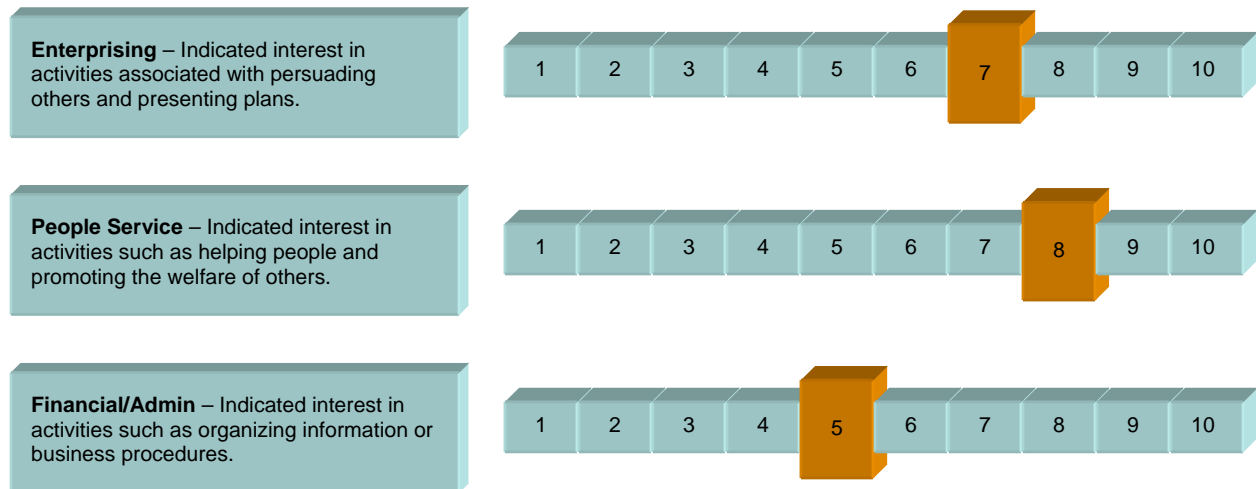 Enterprising – Indicated interest in
activities associated with persuading
others and presenting plans.
1 2 3 4 5 6 7 8 9 10
People Service – Indicated interest in
activities such as helping people and
promoting the welfare of others.
1 2 3 4 5 6 7 8 9 10
Financial/Admin – Indicated interest in
activities such as organizing information or
business procedures.
1 2 3 4 5 6 7 8 9 10